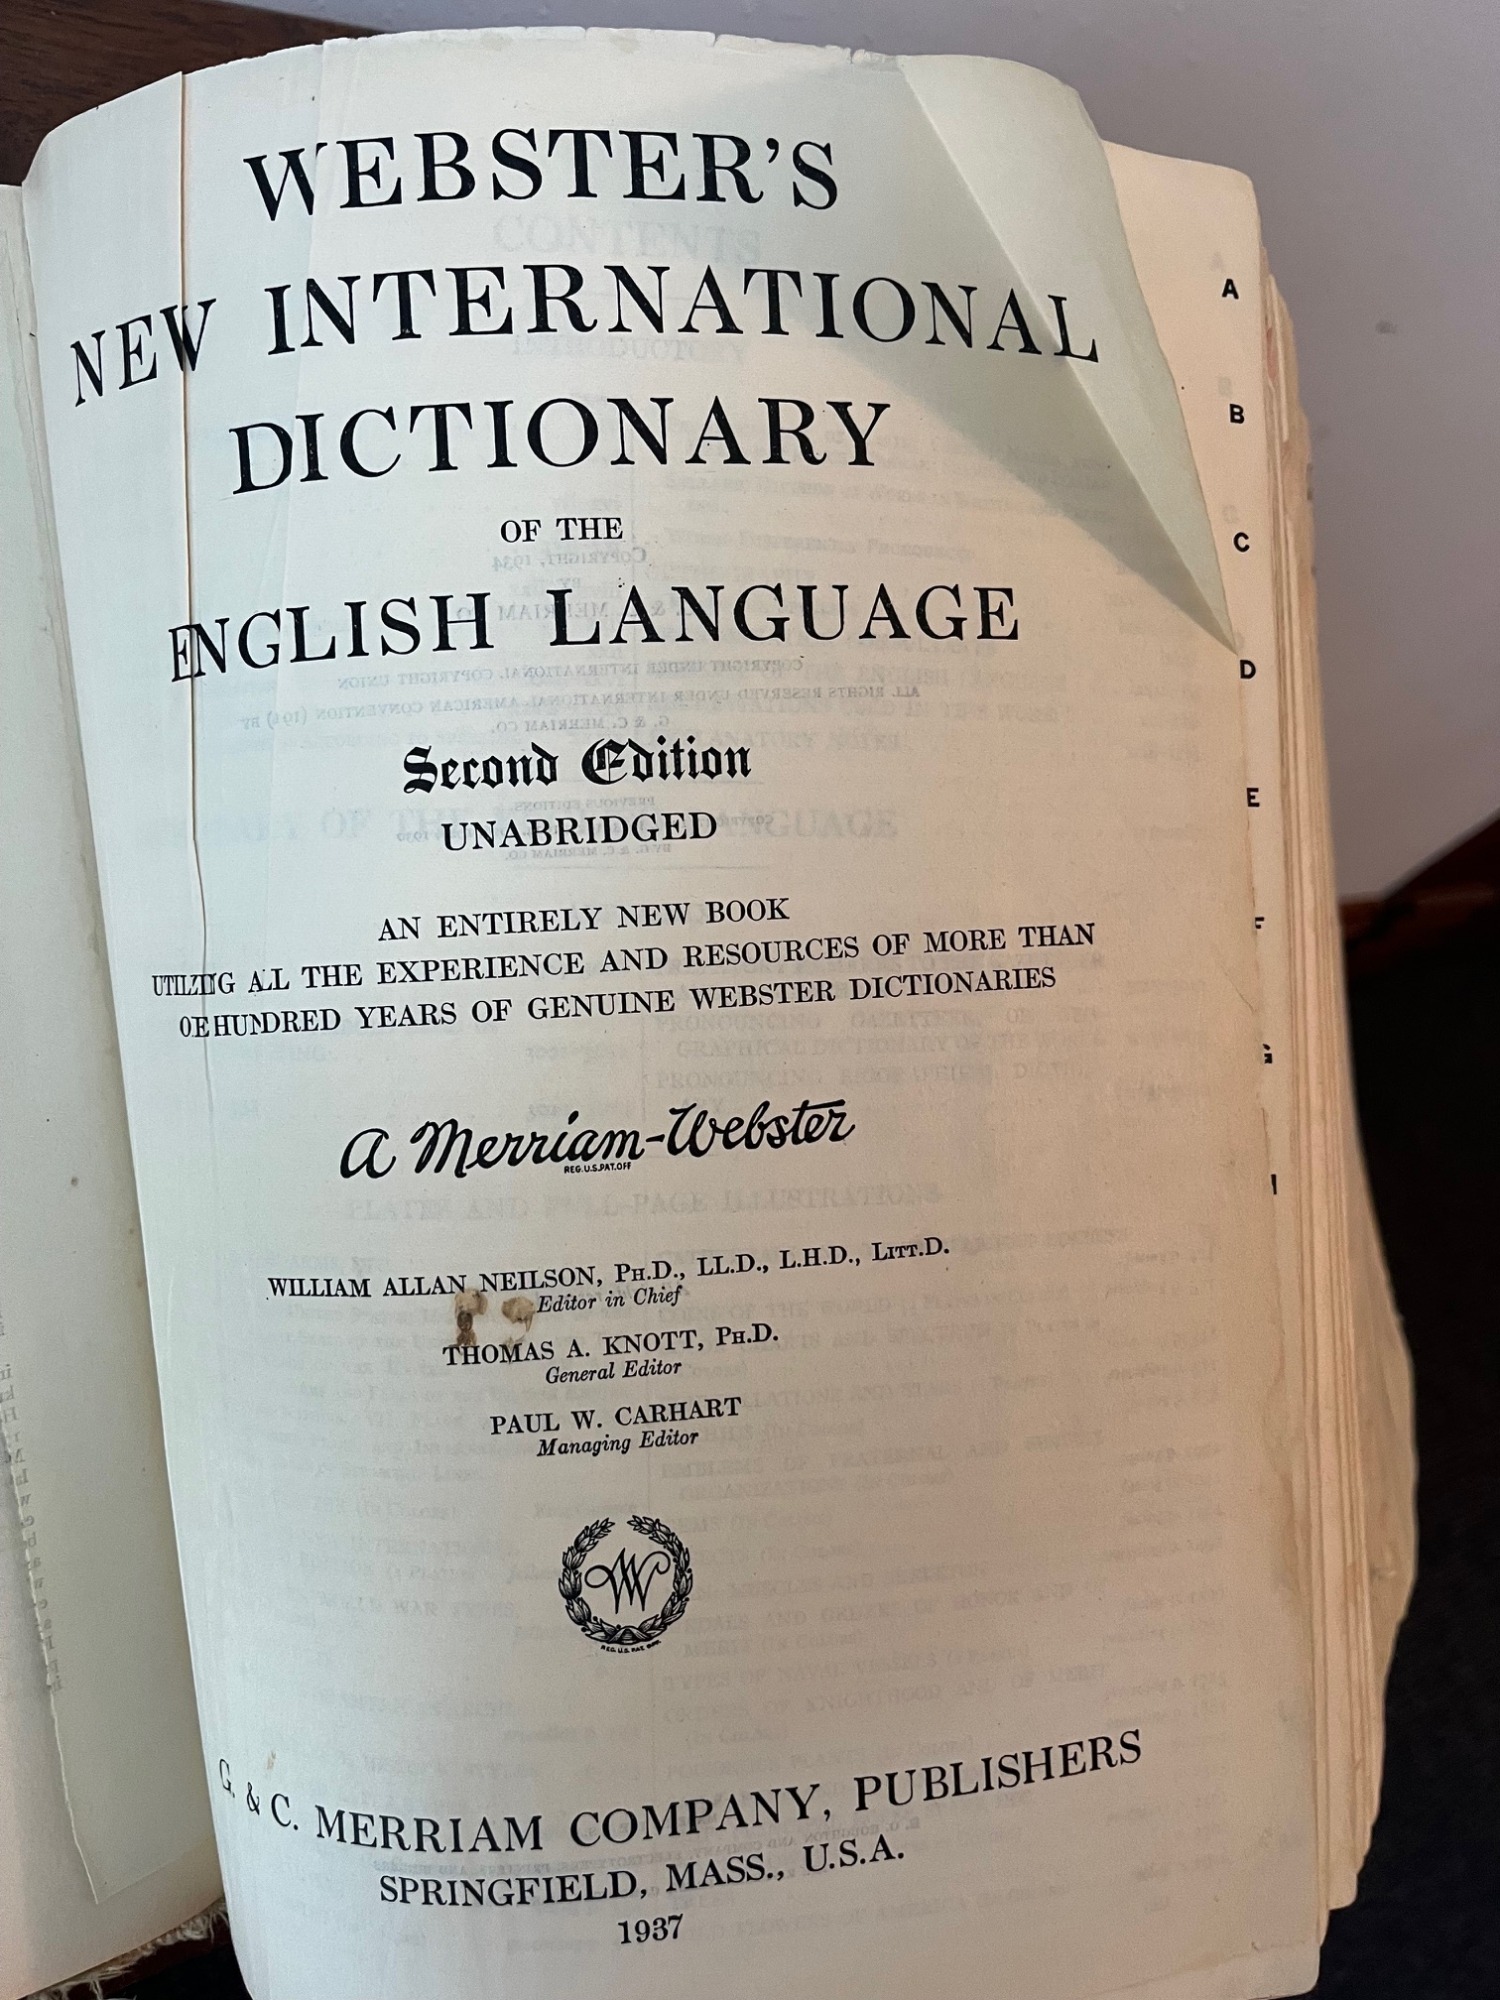 WEBSTER'S
NEW INTERNATIONAL
DICTIONARY
OF THE
ENGLISH LANGUAGE
Second Edition
UNABRIDGED
AN ENTIRELY NEW BOOK
UTILIZING ALL THE EXPERIENCE AND RESOURCES OF MORE THAN
ONE HUNDRED YEARS OF GENUINE WEBSTER DICTIONARIES
A Merriam-Webster
REG.U.S.PAT.OFF
WILLIAM ALLAN NEILSON, PH.D., LL.D., L.H.D., LITT.D.
Editor in Chief
THOMAS A. KNOTT, PH.D.
General Editor
PAUL W. CARHART
Managing Editor
W
REG. U.S. PAT. OFF.
G. & C. MERRIAM COMPANY, PUBLISHERS
SPRINGFIELD, MASS., U.S.A.
1937
A
B
C
D
E
F
G